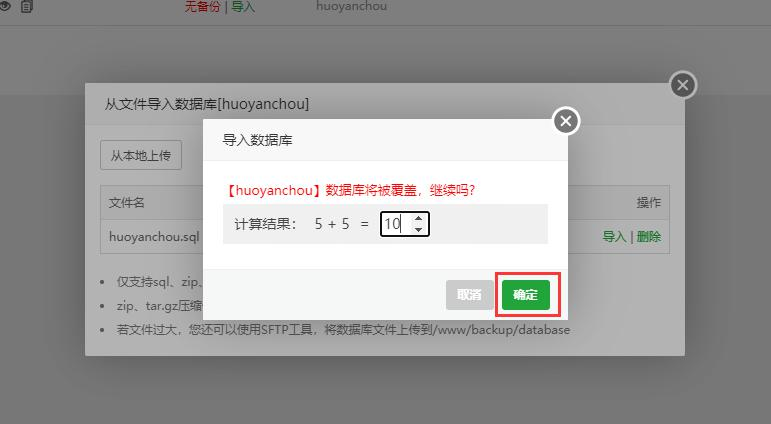 无备份 | 导入 huoyanchou
从文件导入数据库[huoyanchou]
导入数据库
从本地上传
【huoyanchou】数据库将被覆盖，继续吗?
文件名 操作
计算结果： 5 + 5 = 10
huoyanchou.sql 导入 | 删除
仅支持sql、zip、
zip、tar.gz压缩
取消 确定
若文件过大，您还可以使用SFTP工具，将数据库文件上传到/www/backup/database